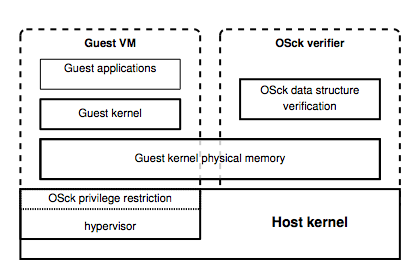 Guest VM
OSck verifier
Guest applications
OSck data structure
verification
Guest kernel
Guest kernel physical memory
OSck privilege restriction
hypervisor
Host kernel